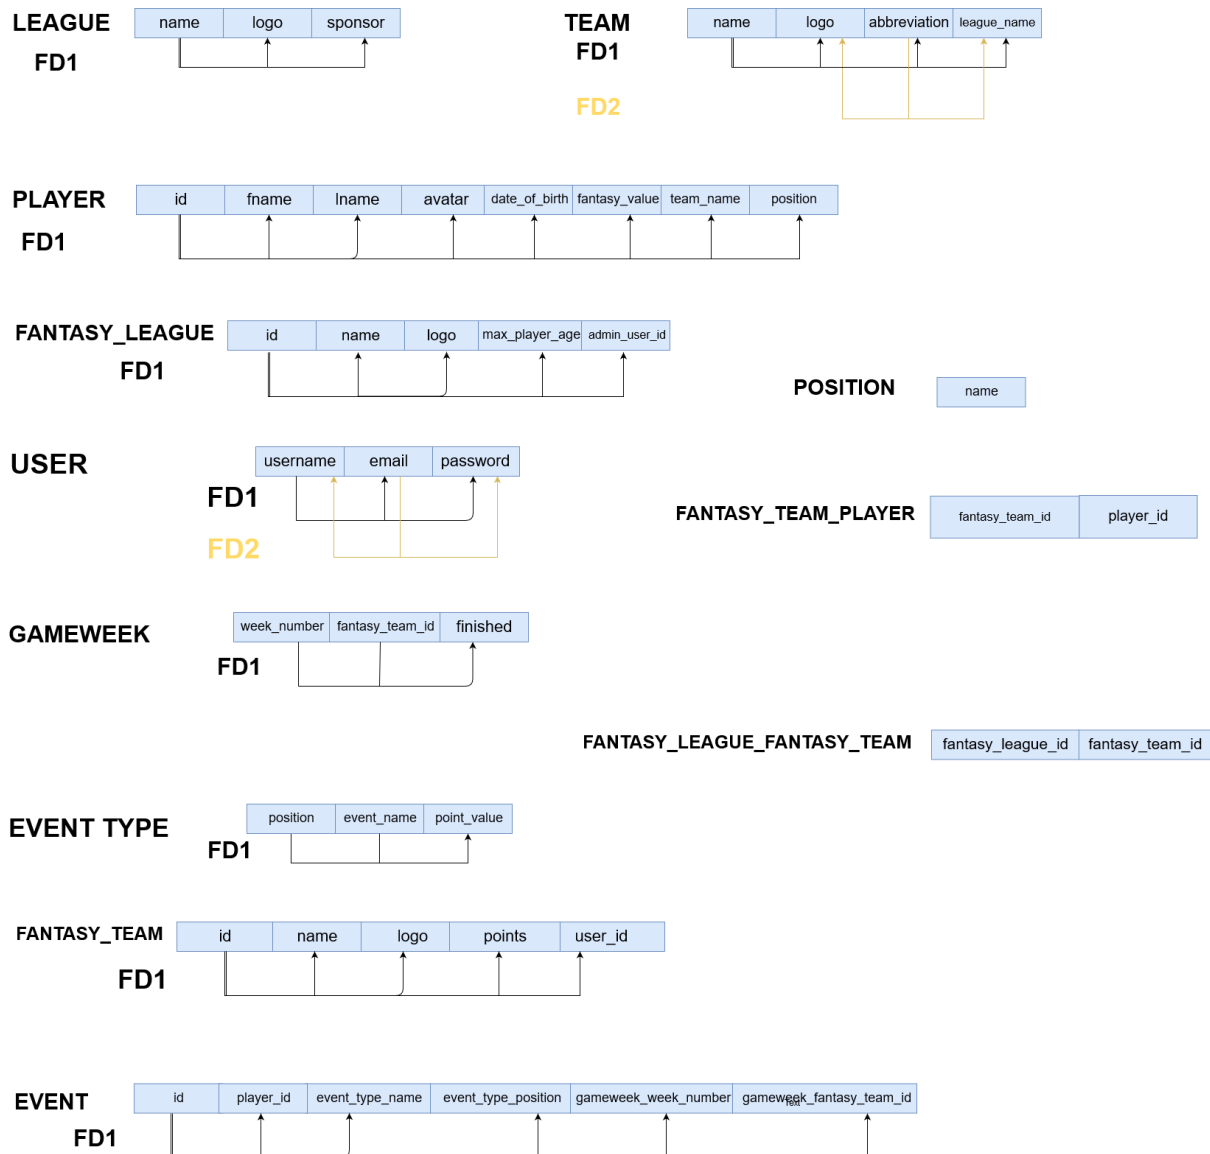 LEAGUE name logo sponsor
FD1
TEAM name logo abbreviation league_name
FD1
FD2
PLAYER id fname lname avatar date_of_birth fantasy_value team_name position
FD1
FANTASY_LEAGUE id name logo max_player_age admin_user_id
FD1
POSITION name
USER username email password
FD1
FD2
FANTASY_TEAM_PLAYER fantasy_team_id player_id
GAMEWEEK week_number fantasy_team_id finished
FD1
FANTASY_LEAGUE_FANTASY_TEAM fantasy_league_id fantasy_team_id
EVENT TYPE position event_name point_value
FD1
FANTASY_TEAM id name logo points user_id
FD1
EVENT id player_id event_type_name event_type_position gameweek_week_number gameweek_fantasy_team_id
Text
FD1